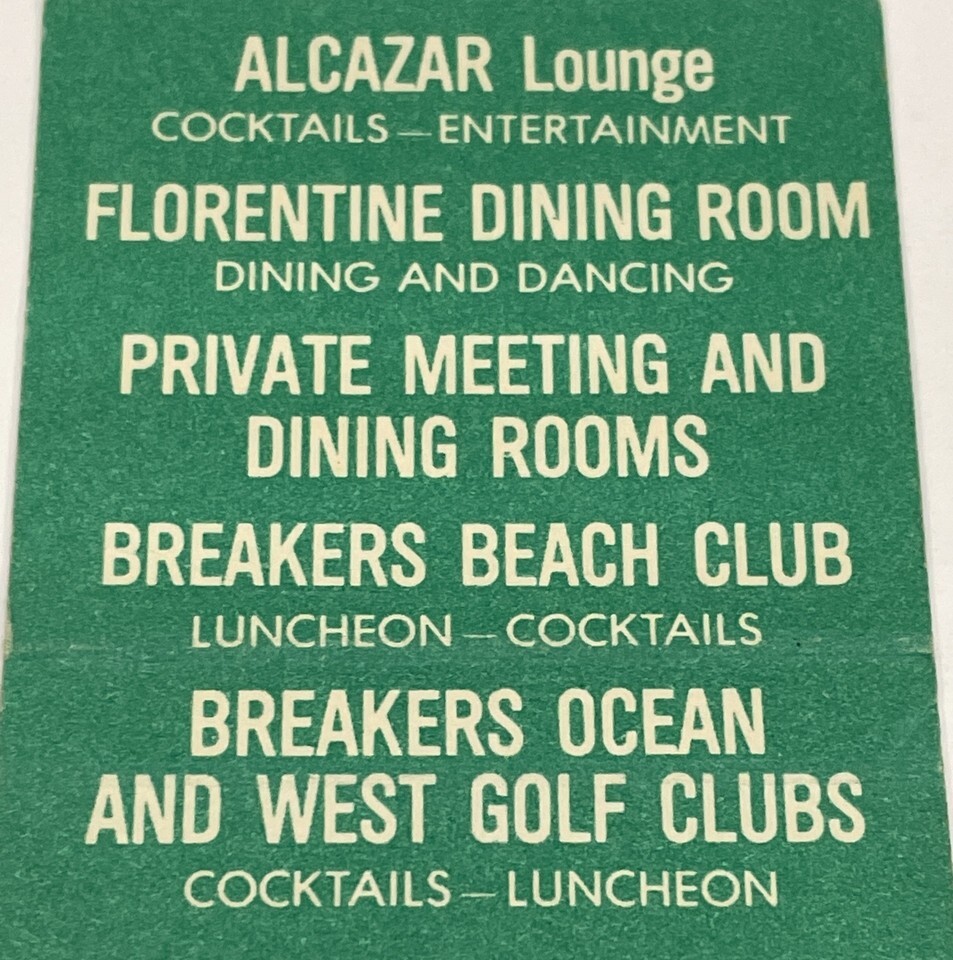 ALCAZAR Lounge
COCKTAILS — ENTERTAINMENT
FLORENTINE DINING ROOM
DINING AND DANCING
PRIVATE MEETING AND
DINING ROOMS
BREAKERS BEACH CLUB
LUNCHEON — COCKTAILS
BREAKERS OCEAN
AND WEST GOLF CLUBS
COCKTAILS — LUNCHEON